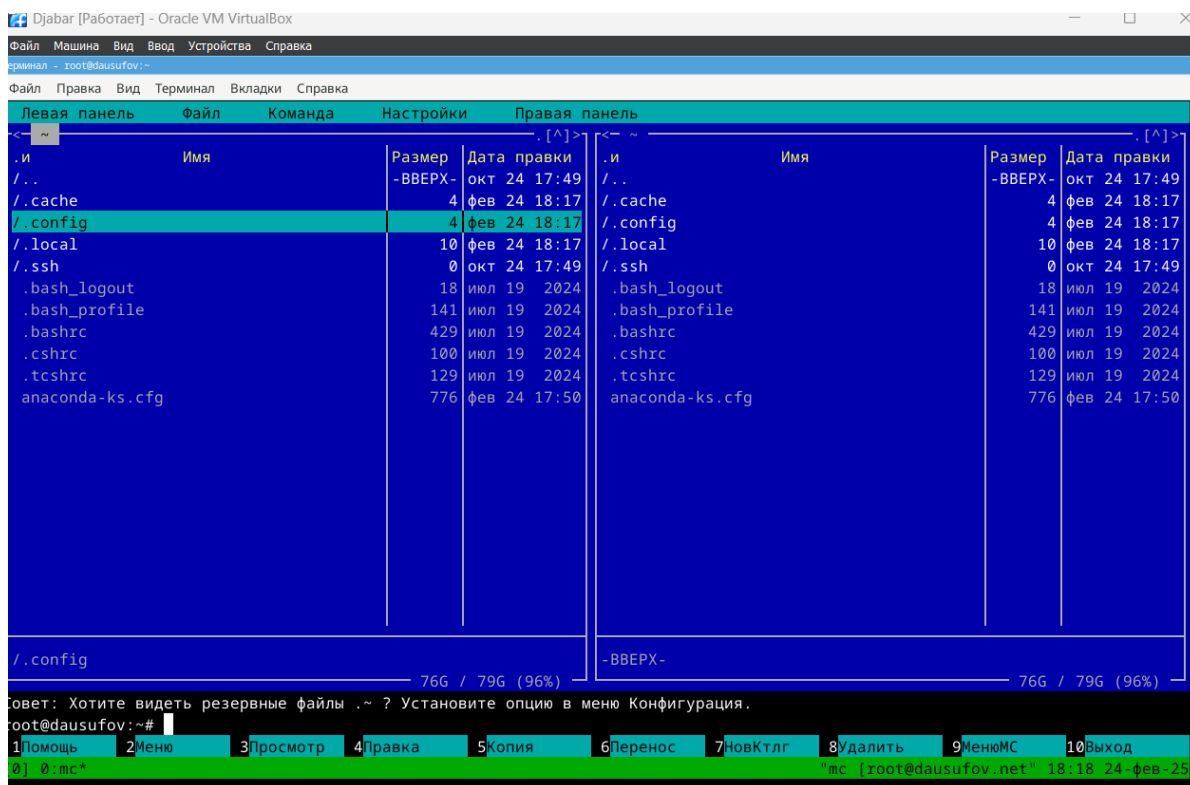 Djabar [Работает] - Oracle VM VirtualBox
Файл Машина Вид Ввод Устройства Справка
ерминал - root@dausufov:~
Файл Правка Вид Терминал Вкладки Справка
Левая панель Файл Команда Настройки Правая панель
<— ~ .[^]> <— ~ .[^]>
.и Имя Размер Дата правки .и Имя Размер Дата правки
/.. -ВВЕРХ- окт 24 17:49 /.. -ВВЕРХ- окт 24 17:49
/.cache 4 фев 24 18:17 /.cache 4 фев 24 18:17
/.config 4 фев 24 18:17 /.config 4 фев 24 18:17
/.local 10 фев 24 18:17 /.local 10 фев 24 18:17
/.ssh 0 окт 24 17:49 /.ssh 0 окт 24 17:49
.bash_logout 18 июл 19 2024 .bash_logout 18 июл 19 2024
.bash_profile 141 июл 19 2024 .bash_profile 141 июл 19 2024
.bashrc 429 июл 19 2024 .bashrc 429 июл 19 2024
.cshrc 100 июл 19 2024 .cshrc 100 июл 19 2024
.tcshrc 129 июл 19 2024 .tcshrc 129 июл 19 2024
anaconda-ks.cfg 776 фев 24 17:50 anaconda-ks.cfg 776 фев 24 17:50
/.config -ВВЕРХ-
76G / 79G (96%) 76G / 79G (96%)
Совет: Хотите видеть резервные файлы .~ ? Установите опцию в меню Конфигурация.
root@dausufov:~#
1Помощь 2Меню 3Просмотр 4Правка 5Копия 6Перенос 7НовКтлг 8Удалить 9МенюМС 10Выход
[0] 0:mc* "mc [root@dausufov.net" 18:18 24-фев-25